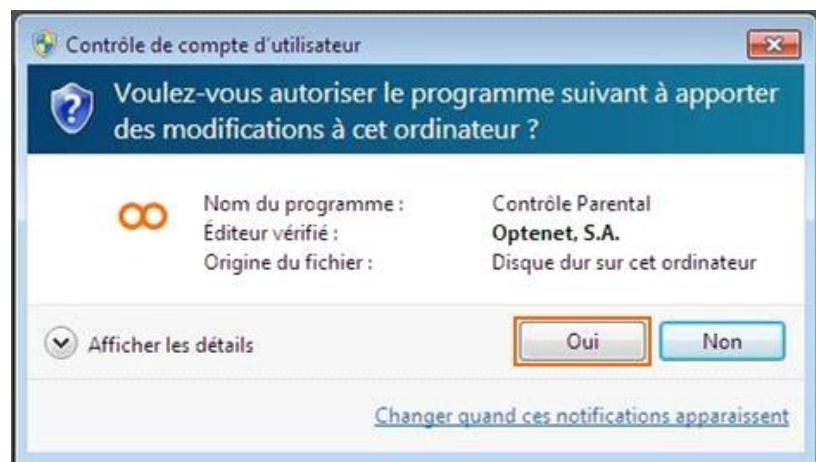 Contrôle de compte d'utilisateur
Voulez-vous autoriser le programme suivant à apporter
des modifications à cet ordinateur ?
Nom du programme : Contrôle Parental
Éditeur vérifié : Optenet, S.A.
Origine du fichier : Disque dur sur cet ordinateur
Afficher les détails Oui Non
Changer quand ces notifications apparaissent